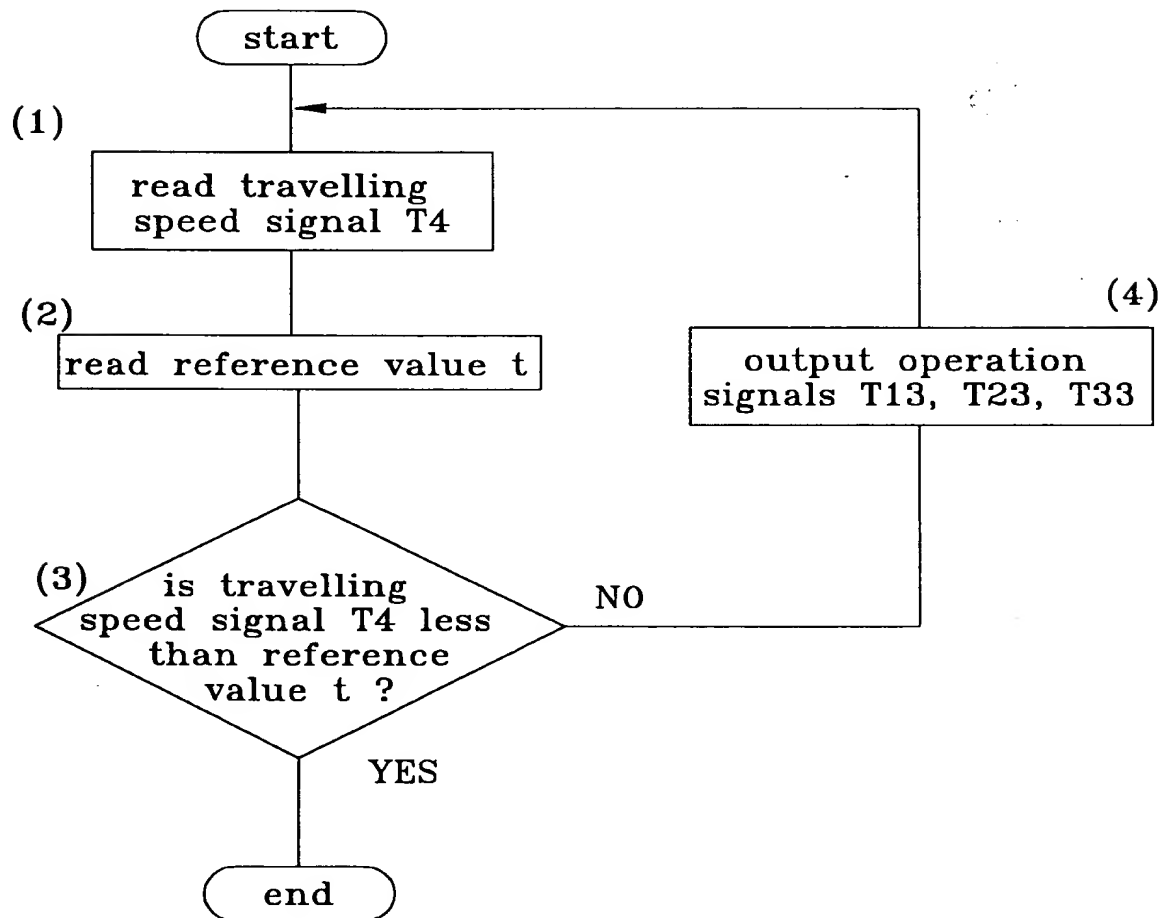 start
(1)
read travelling
speed signal T4
(2)
read reference value t
(3)
is travelling
speed signal T4 less
than reference
value t ?
NO
(4)
output operation
signals T13, T23, T33
YES
end